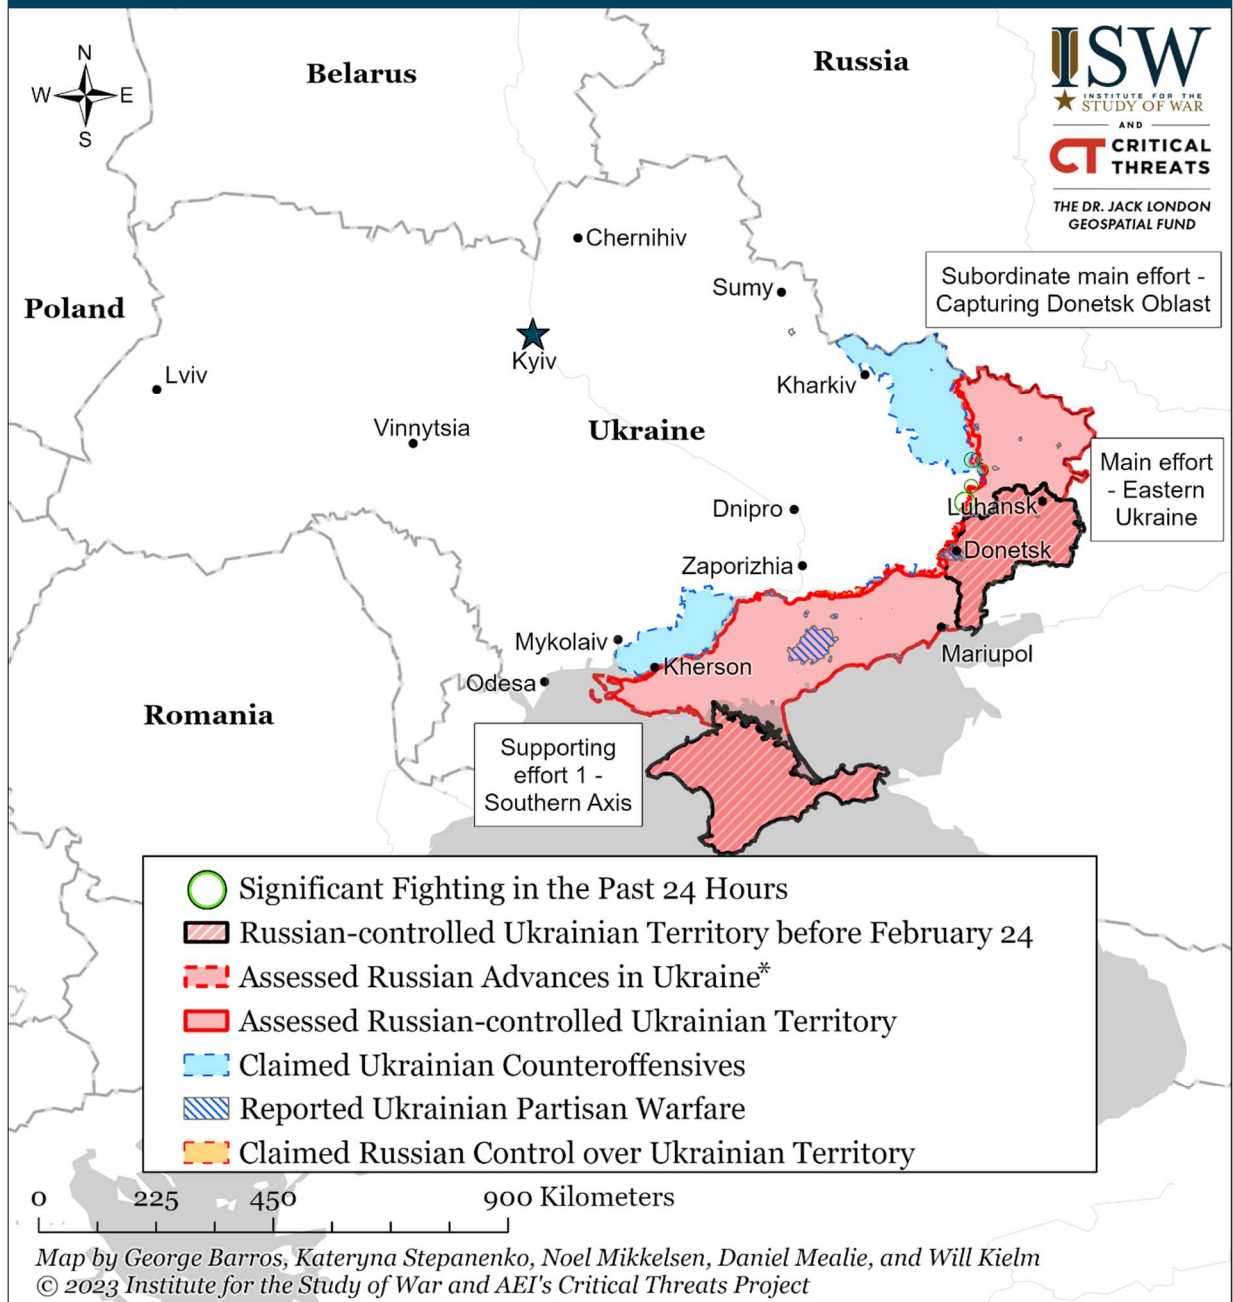 N
W
E
S
Belarus
Russia
ISW
INSTITUTE FOR THE
STUDY OF WAR
AND
CT CRITICAL
THREATS
THE DR. JACK LONDON
GEOSPATIAL FUND
Chernihiv
Subordinate main effort -
Capturing Donetsk Oblast
Sumy
Poland
Kyiv
Lviv
Kharkiv
Vinnytsia
Ukraine
Main effort
- Eastern
Ukraine
Dnipro
Luhansk
Donetsk
Zaporizhia
Mykolaiv
Mariupol
Kherson
Odesa
Romania
Supporting
effort 1 -
Southern Axis
Significant Fighting in the Past 24 Hours
Russian-controlled Ukrainian Territory before February 24
Assessed Russian Advances in Ukraine*
Assessed Russian-controlled Ukrainian Territory
Claimed Ukrainian Counteroffensives
Reported Ukrainian Partisan Warfare
Claimed Russian Control over Ukrainian Territory
0 225 450 900 Kilometers
Map by George Barros, Kateryna Stepanenko, Noel Mikkelsen, Daniel Mealie, and Will Kielm
© 2023 Institute for the Study of War and AEI's Critical Threats Project